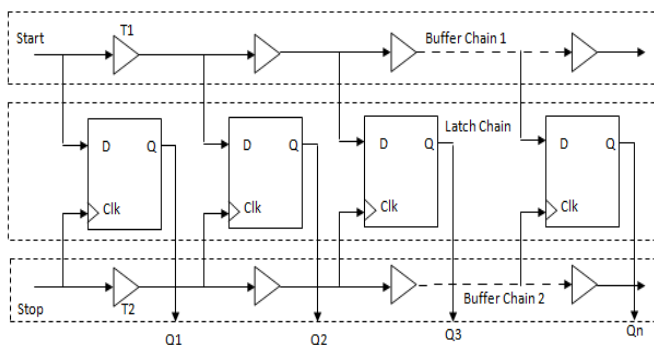 Start
T1
Buffer Chain 1
Latch Chain
D Q
D Q
D Q
D Q
Clk
Clk
Clk
Clk
Buffer Chain 2
Stop
T2
Q1
Q2
Q3
Qn